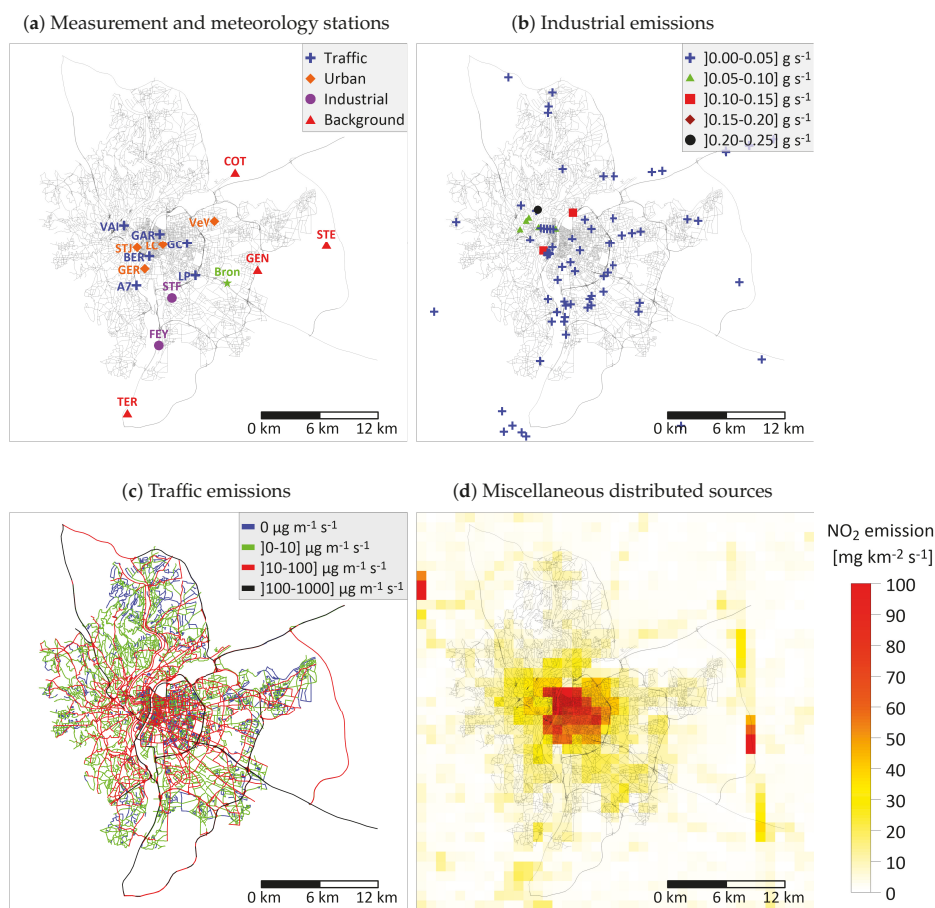 (a) Measurement and meteorology stations
Traffic
Urban
Industrial
Background
COT
VAI
GAR
VeV
STJ
LC
GC
BER
GER
STE
GEN
LP
Bron
A7
STF
FEY
TER
0 km 6 km 12 km
(b) Industrial emissions
]0.00-0.05] g s⁻¹
]0.05-0.10] g s⁻¹
]0.10-0.15] g s⁻¹
]0.15-0.20] g s⁻¹
]0.20-0.25] g s⁻¹
0 km 6 km 12 km
(c) Traffic emissions
0 µg m⁻¹ s⁻¹
]0-10] µg m⁻¹ s⁻¹
]10-100] µg m⁻¹ s⁻¹
]100-1000] µg m⁻¹ s⁻¹
0 km 6 km 12 km
(d) Miscellaneous distributed sources
0 km 6 km 12 km
NO₂ emission
[mg km⁻² s⁻¹]
100
90
80
70
60
50
40
30
20
10
0